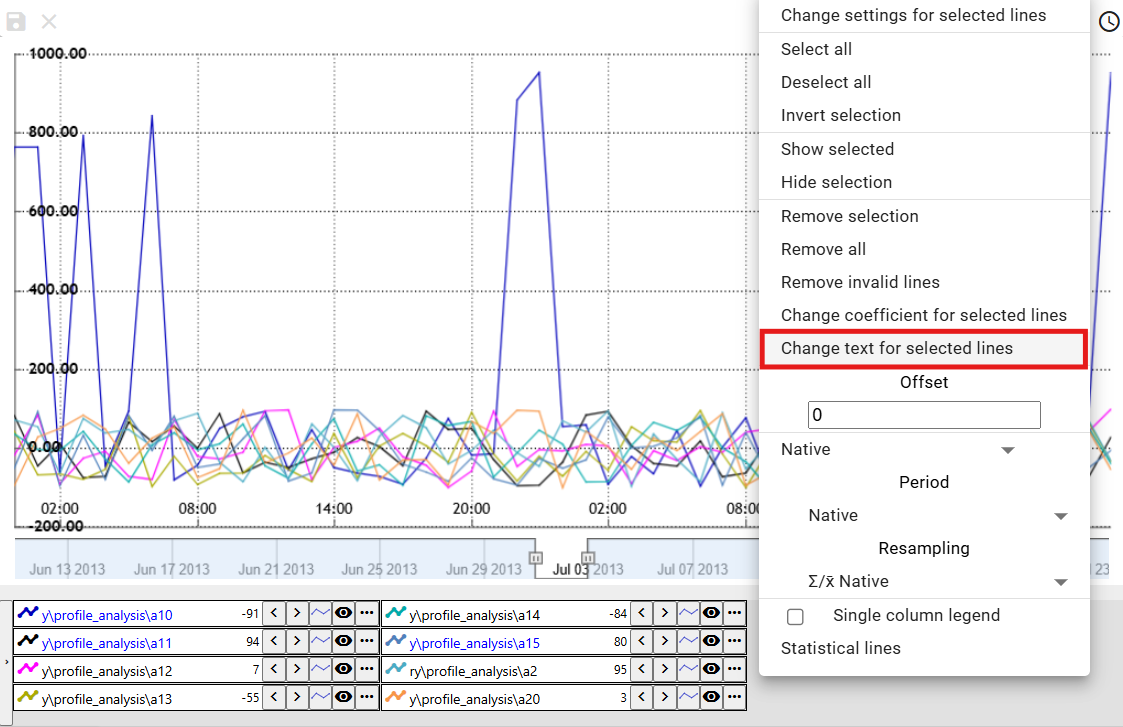 Change settings for selected lines
Select all
Deselect all
Invert selection
Show selected
Hide selection
Remove selection
Remove all
Remove invalid lines
Change coefficient for selected lines
Change text for selected lines
Offset
0
Native
Period
Native
Resampling
Σ/x̄ Native
Single column legend
Statistical lines
1000.00
800.00
600.00
400.00
200.00
0.00
-200.00
02:00 08:00 14:00 20:00 02:00 08:00
Jun 13 2013 Jun 17 2013 Jun 21 2013 Jun 25 2013 Jun 29 2013 Jul 03 2013 Jul 07 2013 23
y\profile_analysis\a10 -91 < > ••• y\profile_analysis\a14 -84 < > •••
y\profile_analysis\a11 94 < > ••• y\profile_analysis\a15 80 < > •••
y\profile_analysis\a12 7 < > ••• ry\profile_analysis\a2 95 < > •••
y\profile_analysis\a13 -55 < > ••• y\profile_analysis\a20 3 < > •••